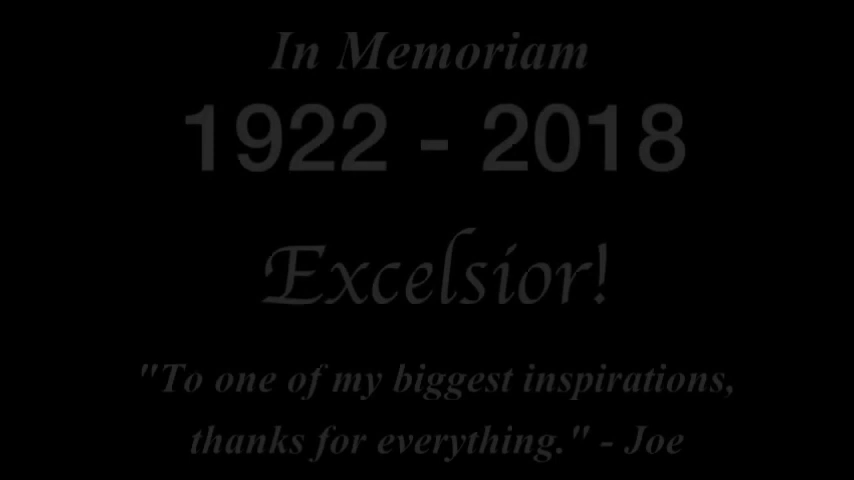 In Memoriam
1922 - 2018
Excelsior!
"To one of my biggest inspirations,
thanks for everything." - Joe